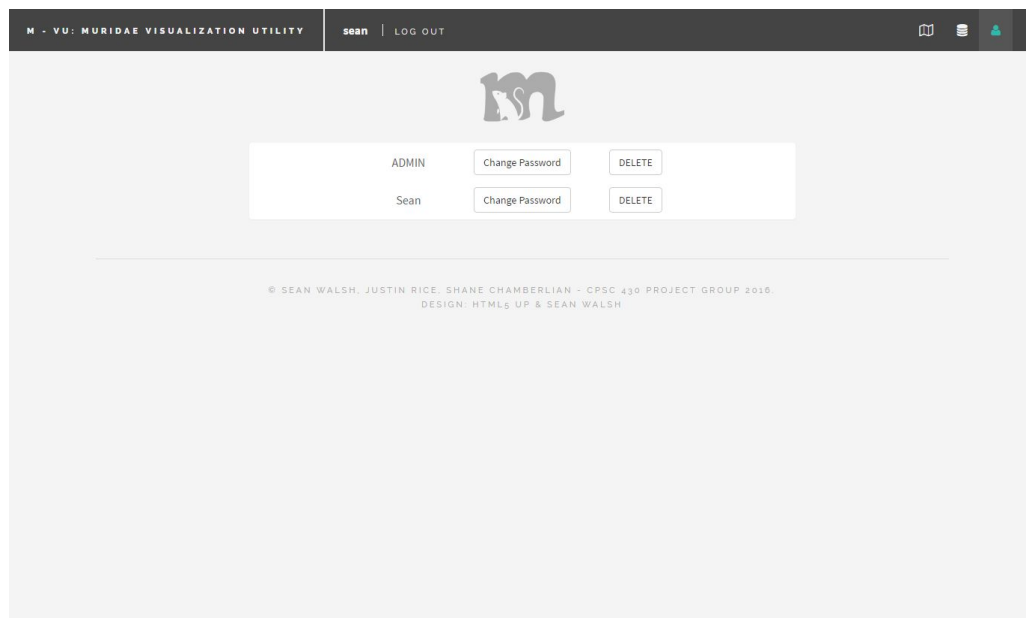 M - VU: MURIDAE VISUALIZATION UTILITY sean LOG OUT
m
ADMIN Change Password DELETE
Sean Change Password DELETE
© SEAN WALSH, JUSTIN RICE, SHANE CHAMBERLIAN - CPSC 430 PROJECT GROUP 2016.
DESIGN: HTML5 UP & SEAN WALSH